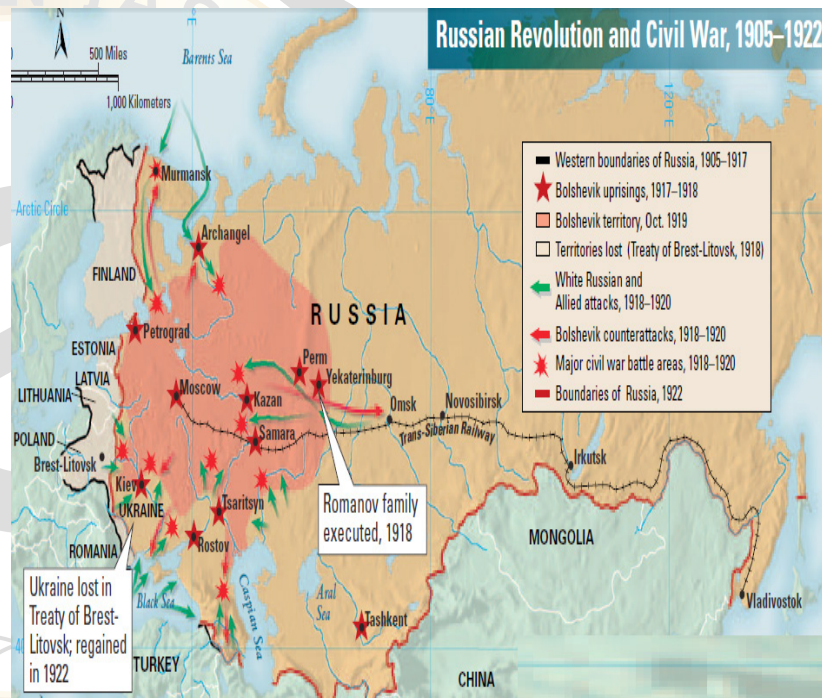 Russian Revolution and Civil War, 1905–1922
N
500 Miles
1,000 Kilometers
Barents Sea
80°E
120°E
Western boundaries of Russia, 1905–1917
Bolshevik uprisings, 1917–1918
Bolshevik territory, Oct. 1919
Territories lost (Treaty of Brest-Litovsk, 1918)
White Russian and
Allied attacks, 1918–1920
Bolshevik counterattacks, 1918–1920
Major civil war battle areas, 1918–1920
Boundaries of Russia, 1922
Murmansk
Arctic Circle
Archangel
FINLAND
RUSSIA
Petrograd
ESTONIA
LATVIA
LITHUANIA
POLAND
Brest-Litovsk
Moscow
Kazan
Perm
Yekaterinburg
Omsk
Novosibirsk
Trans-Siberian Railway
Samara
Irkutsk
Kiev
UKRAINE
Tsaritsyn
Rostov
ROMANIA
Romanov family
executed, 1918
MONGOLIA
Ukraine lost in
Treaty of Brest-
Litovsk; regained
in 1922
Black Sea
Caspian Sea
Aral
Sea
Tashkent
Vladivostok
TURKEY
CHINA